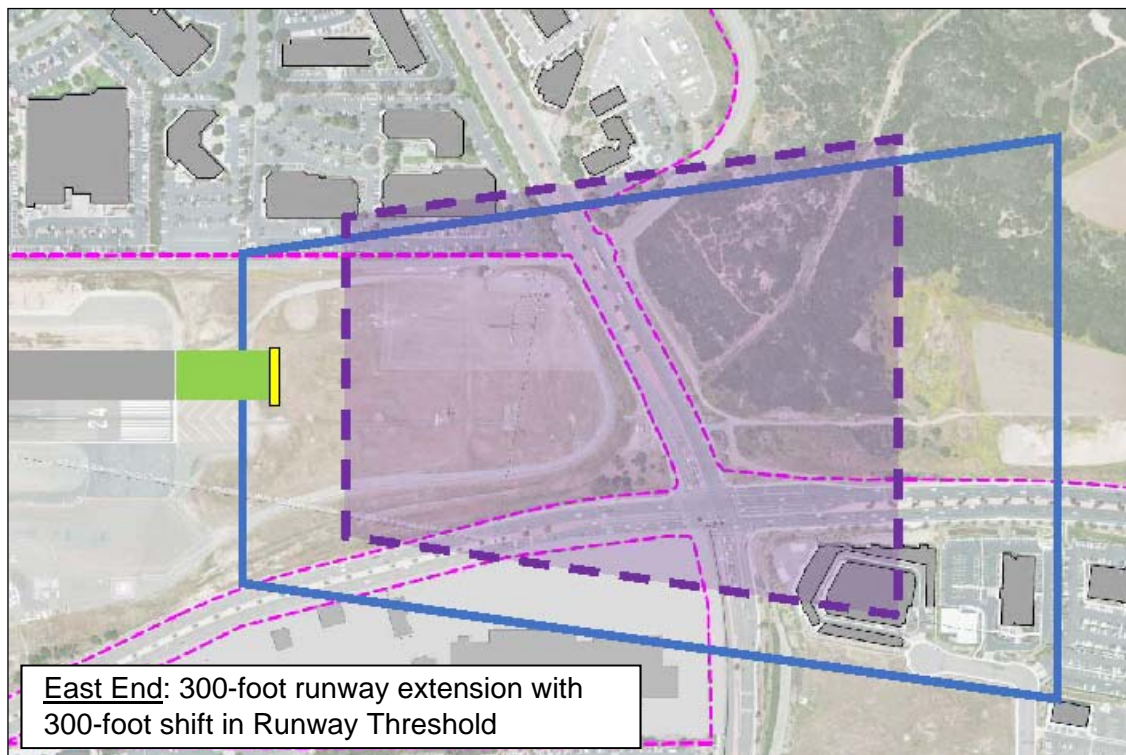 24
East End: 300-foot runway extension with
300-foot shift in Runway Threshold